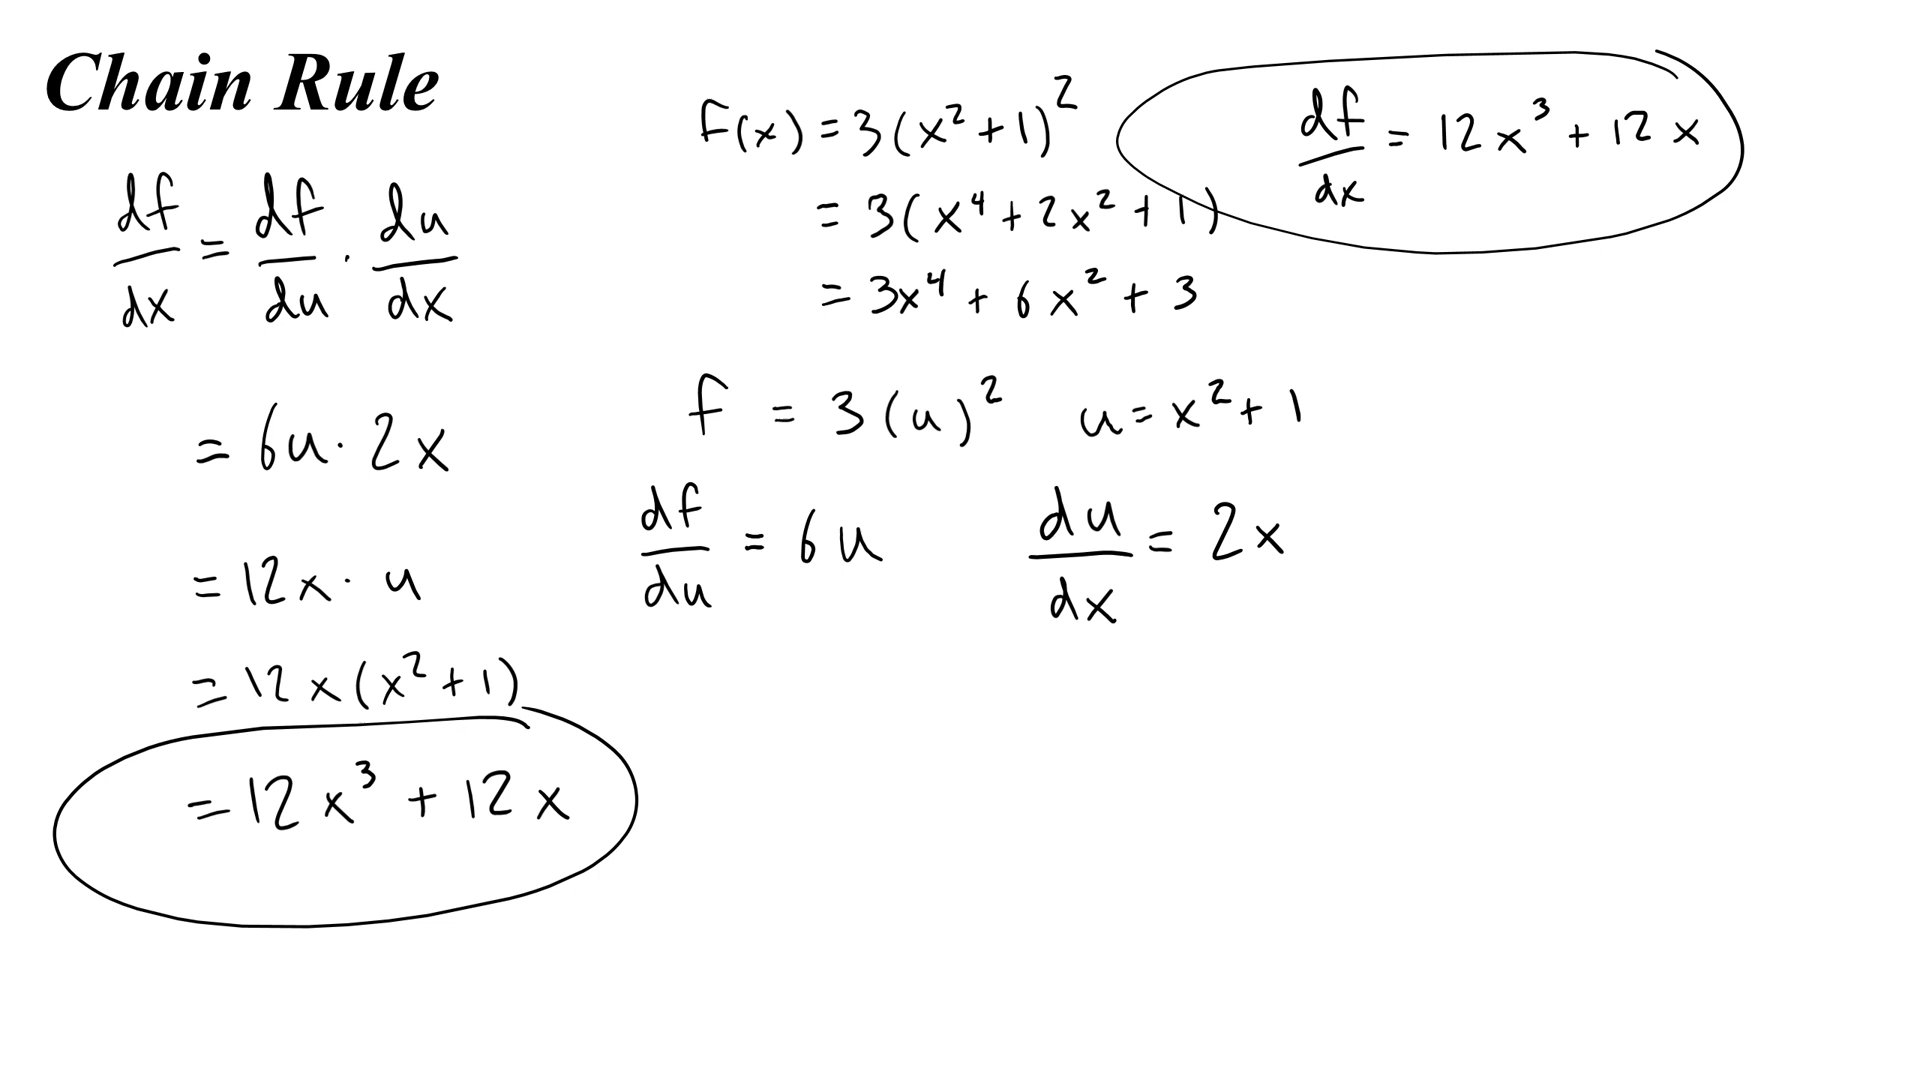 Chain Rule
df/dx = df/du · du/dx
= 6u · 2x
= 12x · u
= 12x(x² + 1)
= 12x³ + 12x
f(x) = 3(x² + 1)²
= 3(x⁴ + 2x² + 1)
= 3x⁴ + 6x² + 3
df/dx = 12x³ + 12x
f = 3(u)² u = x² + 1
df/du = 6u du/dx = 2x